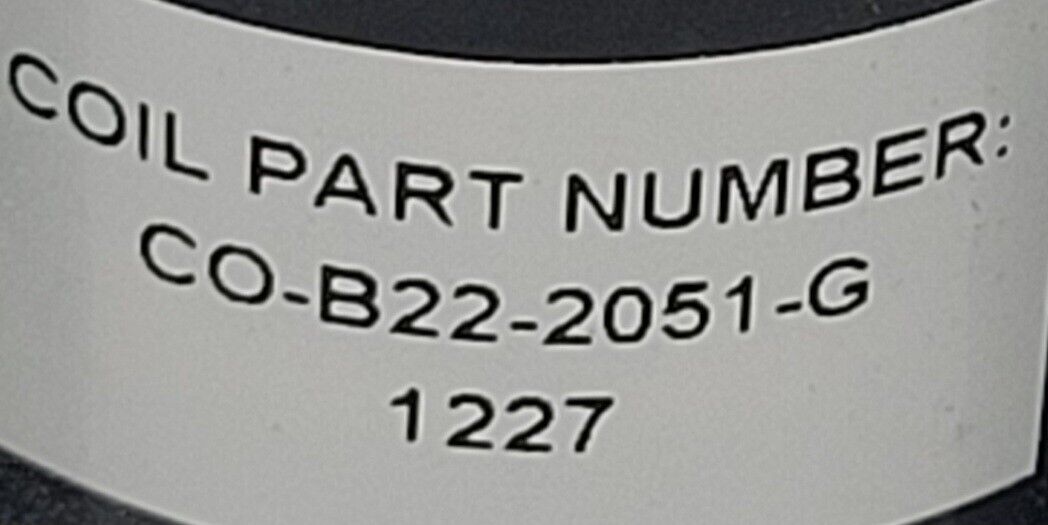 COIL PART NUMBER:
CO-B22-2051-G
1227